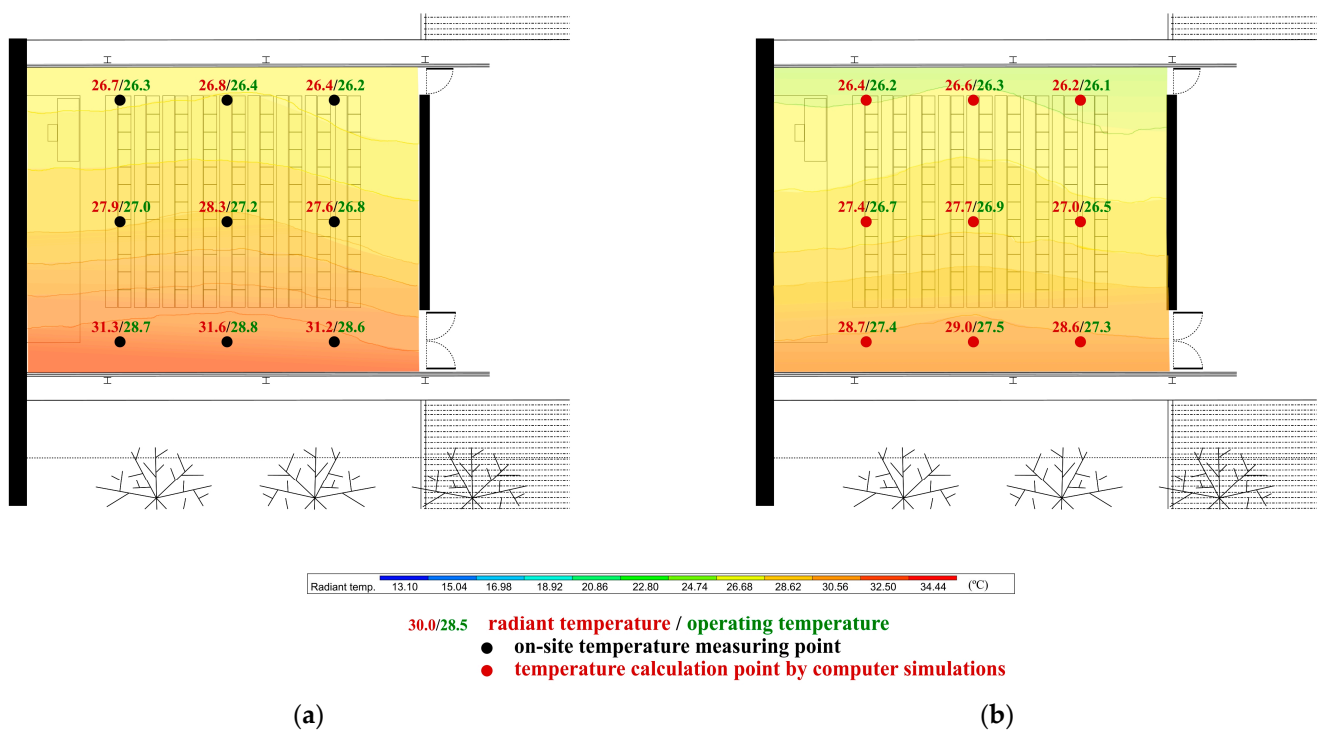 26.7/26.3 26.8/26.4 26.4/26.2
26.4/26.2 26.6/26.3 26.2/26.1
27.9/27.0 28.3/27.2 27.6/26.8
27.4/26.7 27.7/26.9 27.0/26.5
31.3/28.7 31.6/28.8 31.2/28.6
28.7/27.4 29.0/27.5 28.6/27.3
Radiant temp. 13.10 15.04 16.98 18.92 20.86 22.80 24.74 26.68 28.62 30.56 32.50 34.44 (ºC)
30.0/28.5 radiant temperature / operating temperature
on-site temperature measuring point
temperature calculation point by computer simulations
(a) (b)